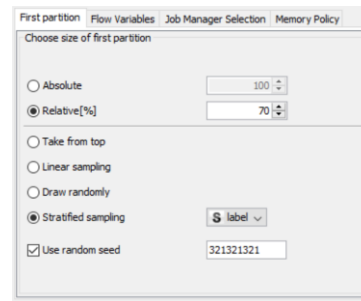 First partition Flow Variables Job Manager Selection Memory Policy
Choose size of first partition
Absolute 100
Relative[%] 70
Take from top
Linear sampling
Draw randomly
Stratified sampling S label
Use random seed 321321321